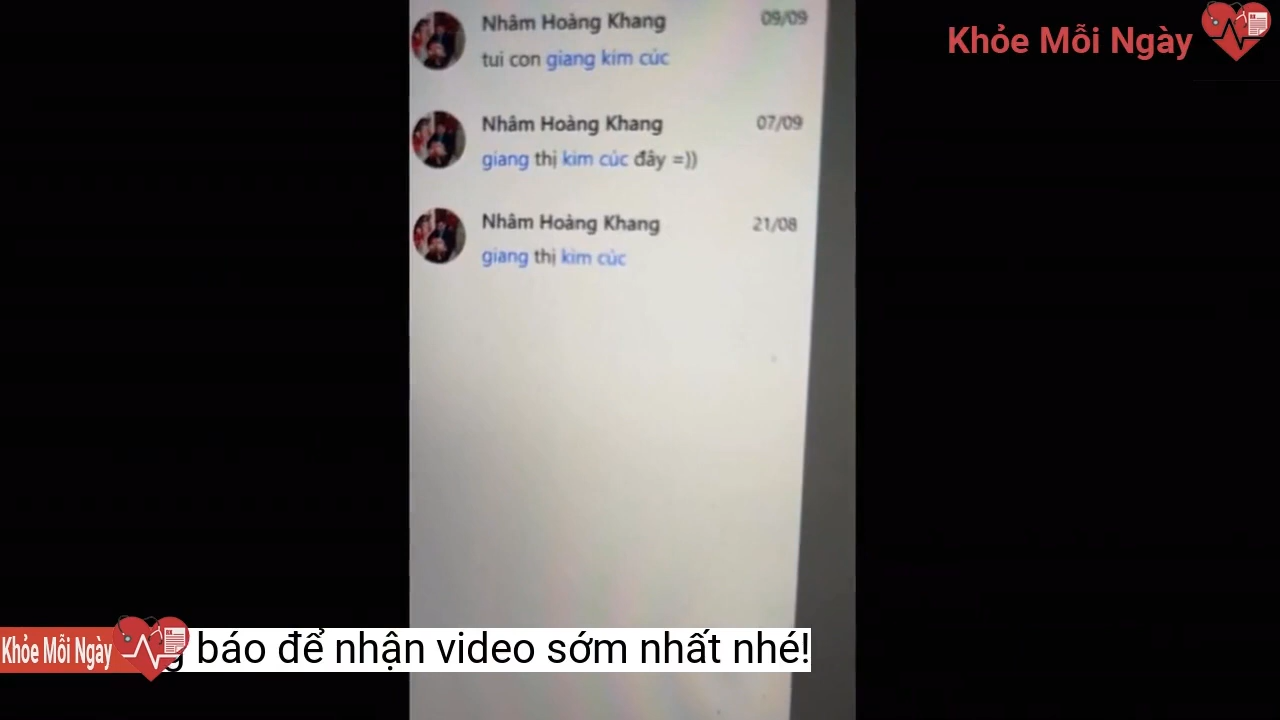 Nhâm Hoàng Khang
09/09
tui con giang kim cúc
Nhâm Hoàng Khang
07/09
giang thị kim cúc đây =))
Nhâm Hoàng Khang
21/08
giang thị kim cúc
Khỏe Mỗi Ngày
Khỏe Mỗi Ngày
báo để nhận video sớm nhất nhé!